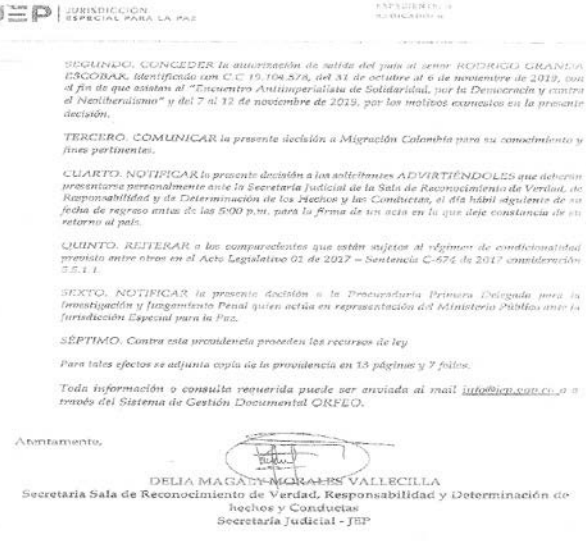 JEP | JURISDICCIÓN
ESPECIAL PARA LA PAZ
EXPEDIENTE:
RADICADO:
SEGUNDO. CONCEDER la autorización de salida del país al señor RODRIGO GRANDA
ESCOBAR, identificado con C.C 19.104.578, del 31 de octubre al 6 de noviembre de 2019, con
el fin de que asistan al "Encuentro Antiimperialista de Solidaridad, por la Democracia y contra
el Neoliberalismo" y del 7 al 12 de noviembre de 2019, por los motivos expuestos en la presente
decisión.
TERCERO. COMUNICAR la presente decisión a Migración Colombia para su conocimiento y
fines pertinentes.
CUARTO. NOTIFICAR la presente decisión a los solicitantes ADVIRTIÉNDOLES que deberán
presentarse personalmente ante la Secretaría Judicial de la Sala de Reconocimiento de Verdad, de
Responsabilidad y de Determinación de los Hechos y las Conductas, el día hábil siguiente de su
fecha de regreso antes de las 5:00 p.m. para la firma de un acta en la que deje constancia de su
retorno al país.
QUINTO. REITERAR a los comparecientes que están sujetos al régimen de condicionalidad
previsto entre otros en el Acto Legislativo 01 de 2017 – Sentencia C-674 de 2017 consideración
5.5.1.1.
SEXTO. NOTIFICAR la presente decisión a la Procuraduría Primera Delegada para la
Investigación y Juzgamiento Penal quien actúa en representación del Ministerio Público ante la
Jurisdicción Especial para la Paz.
SÉPTIMO. Contra esta providencia proceden los recursos de ley
Para tales efectos se adjunta copia de la providencia en 13 páginas y 7 folios.
Toda información o consulta requerida puede ser enviada al mail info@jep.gov.co o a
través del Sistema de Gestión Documental ORFEO.
Atentamente,
DELIA MAGALY MORALES VALLECILLA
Secretaria Sala de Reconocimiento de Verdad, Responsabilidad y Determinación de
hechos y Conductas
Secretaría Judicial - JEP